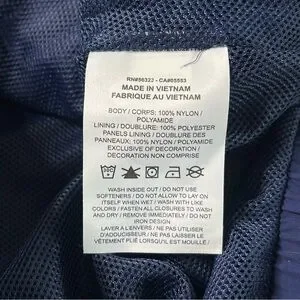 RN#56323 - CA#05553
MADE IN VIETNAM
FABRIQUE AU VIETNAM
BODY / CORPS: 100% NYLON /
POLYAMIDE
LINING / DOUBLURE: 100% POLYESTER
PANELS LINING / DOUBLURE DES
PANNEAUX: 100% NYLON / POLYAMIDE
EXCLUSIVE OF DECORATION /
DECORATION NON COMPRISE
WASH INSIDE OUT / DO NOT USE
SOFTENERS / DO NOT ALLOW TO LAY ON
ITSELF WHEN WET / WASH WITH LIKE
COLORS / FASTEN ALL CLOSURES TO WASH
AND DRY / REMOVE IMMEDIATELY / DO NOT
IRON DESIGN.
LAVER À L'ENVERS / NE PAS UTILISER
D'ADOUCISSEUR / NE PAS LAISSER LE
VÊTEMENT PLIÉ LORSQU'IL EST MOUILLÉ /